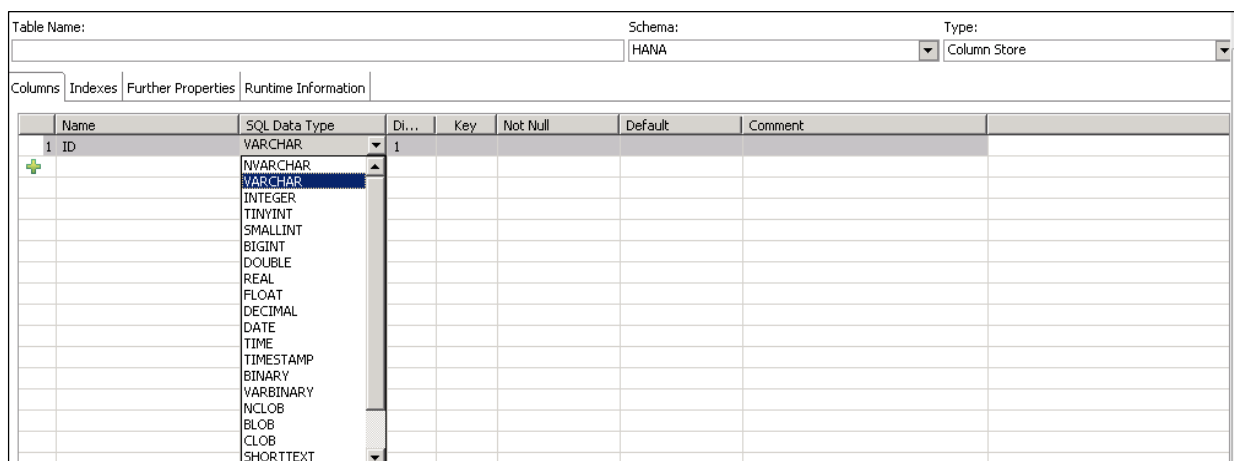 Table Name: Schema: Type:
HANA Column Store
Columns Indexes Further Properties Runtime Information
Name SQL Data Type Di... Key Not Null Default Comment
1 ID VARCHAR 1
NVARCHAR
VARCHAR
INTEGER
TINYINT
SMALLINT
BIGINT
DOUBLE
REAL
FLOAT
DECIMAL
DATE
TIME
TIMESTAMP
BINARY
VARBINARY
NCLOB
BLOB
CLOB
SHORTTEXT